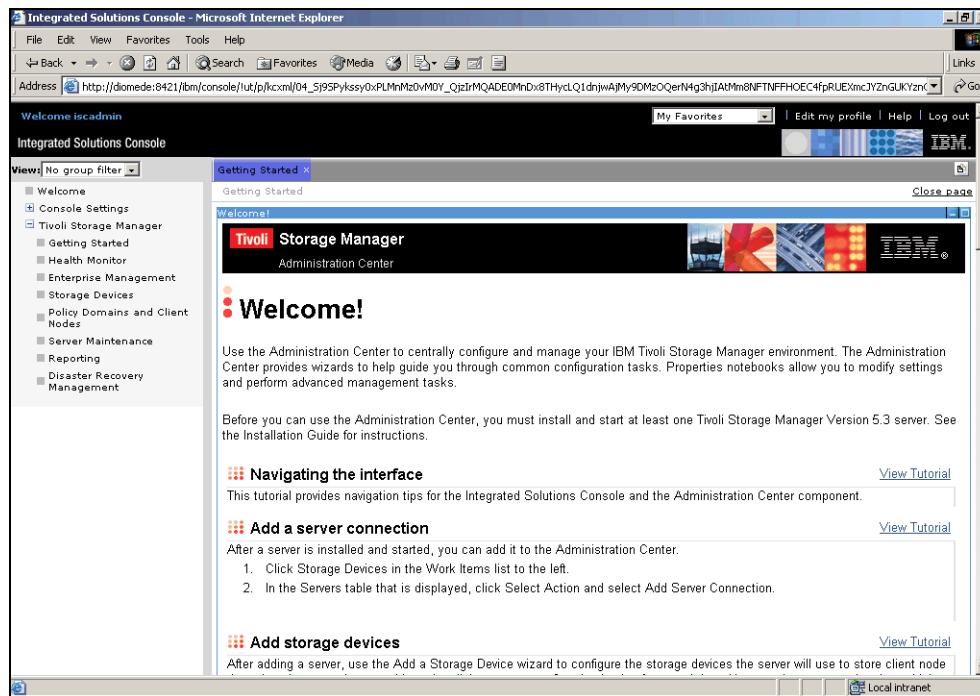 Integrated Solutions Console - Microsoft Internet Explorer
File Edit View Favorites Tools Help
Back Search Favorites Media Links
Address http://diomede:8421/ibm/console/!ut/p/kcxml/ Go
Welcome iscadmin My Favorites Edit my profile Help Log out
Integrated Solutions Console IBM.
View: No group filter
Getting Started ×
Welcome
Console Settings
Tivoli Storage Manager
Getting Started
Health Monitor
Enterprise Management
Storage Devices
Policy Domains and Client
Nodes
Server Maintenance
Reporting
Disaster Recovery
Management
Getting Started Close page
Welcome!
Tivoli Storage Manager IBM®
Administration Center
Welcome!
Use the Administration Center to centrally configure and manage your IBM Tivoli Storage Manager environment. The Administration
Center provides wizards to help guide you through common configuration tasks. Properties notebooks allow you to modify settings
and perform advanced management tasks.
Before you can use the Administration Center, you must install and start at least one Tivoli Storage Manager Version 5.3 server. See
the Installation Guide for instructions.
Navigating the interface View Tutorial
This tutorial provides navigation tips for the Integrated Solutions Console and the Administration Center component.
Add a server connection View Tutorial
After a server is installed and started, you can add it to the Administration Center.
1. Click Storage Devices in the Work Items list to the left.
2. In the Servers table that is displayed, click Select Action and select Add Server Connection.
Add storage devices View Tutorial
After adding a server, use the Add a Storage Device wizard to configure the storage devices the server will use to store client node
Local intranet